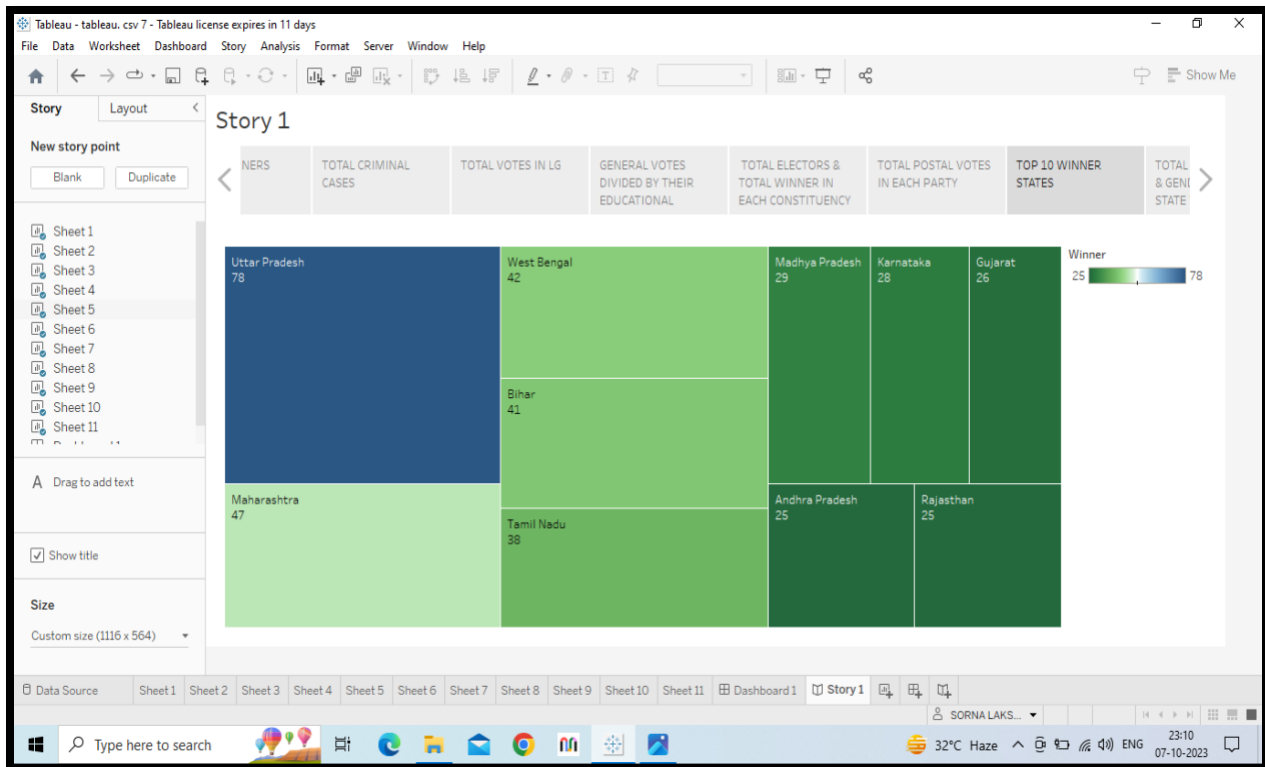 Tableau - tableau. csv 7 - Tableau license expires in 11 days
File Data Worksheet Dashboard Story Analysis Format Server Window Help
Show Me
Story Layout
Story 1
New story point
Blank Duplicate
NERS
TOTAL CRIMINAL
CASES
TOTAL VOTES IN LG
GENERAL VOTES
DIVIDED BY THEIR
EDUCATIONAL
TOTAL ELECTORS &
TOTAL WINNER IN
EACH CONSTITUENCY
TOTAL POSTAL VOTES
IN EACH PARTY
TOP 10 WINNER
STATES
TOTAL
& GENE
STATE
Sheet 1
Sheet 2
Sheet 3
Sheet 4
Sheet 5
Sheet 6
Sheet 7
Sheet 8
Sheet 9
Sheet 10
Sheet 11
A Drag to add text
Show title
Size
Custom size (1116 x 564)
Uttar Pradesh
78
Maharashtra
47
West Bengal
42
Bihar
41
Tamil Nadu
38
Madhya Pradesh
29
Karnataka
28
Gujarat
26
Andhra Pradesh
25
Rajasthan
25
Winner
25 78
Data Source Sheet 1 Sheet 2 Sheet 3 Sheet 4 Sheet 5 Sheet 6 Sheet 7 Sheet 8 Sheet 9 Sheet 10 Sheet 11 Dashboard 1 Story 1
SORNA LAKS...
Type here to search
32°C Haze
ENG
23:10
07-10-2023